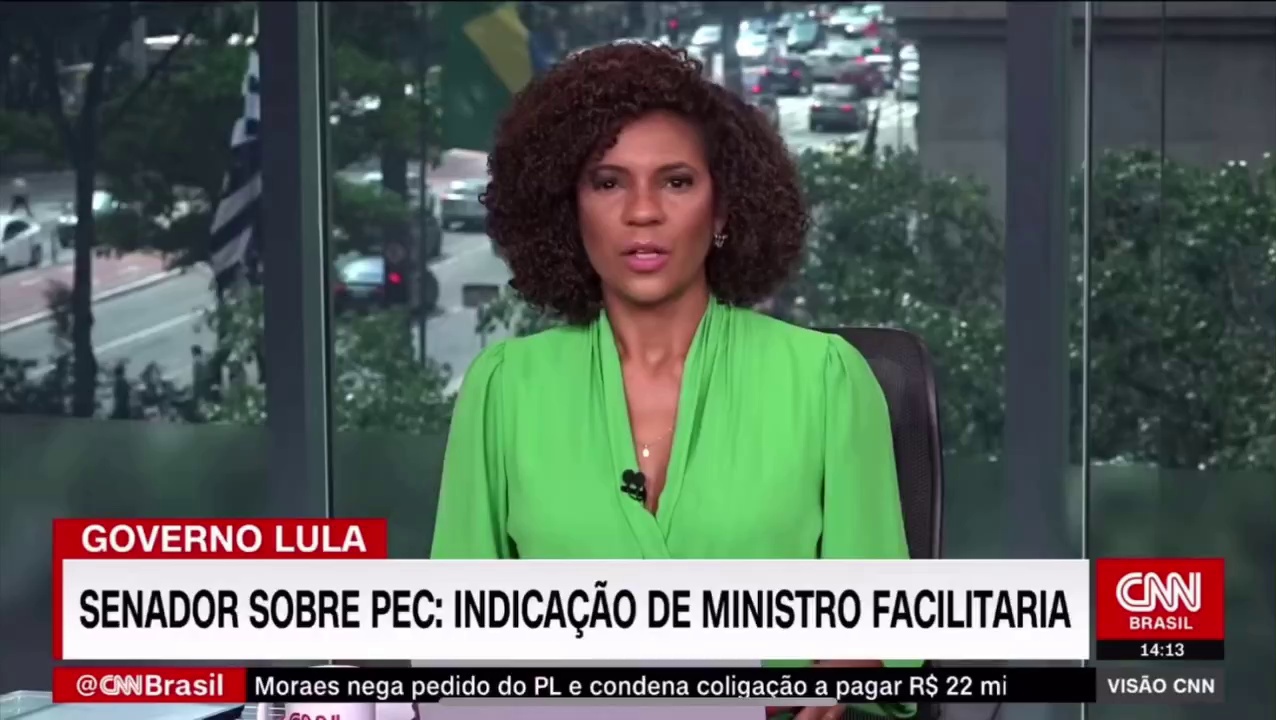 GOVERNO LULA
SENADOR SOBRE PEC: INDICAÇÃO DE MINISTRO FACILITARIA
CNN
BRASIL
14:13
@CNNBrasil
Moraes nega pedido do PL e condena coligação a pagar R$ 22 mi
VISÃO CNN